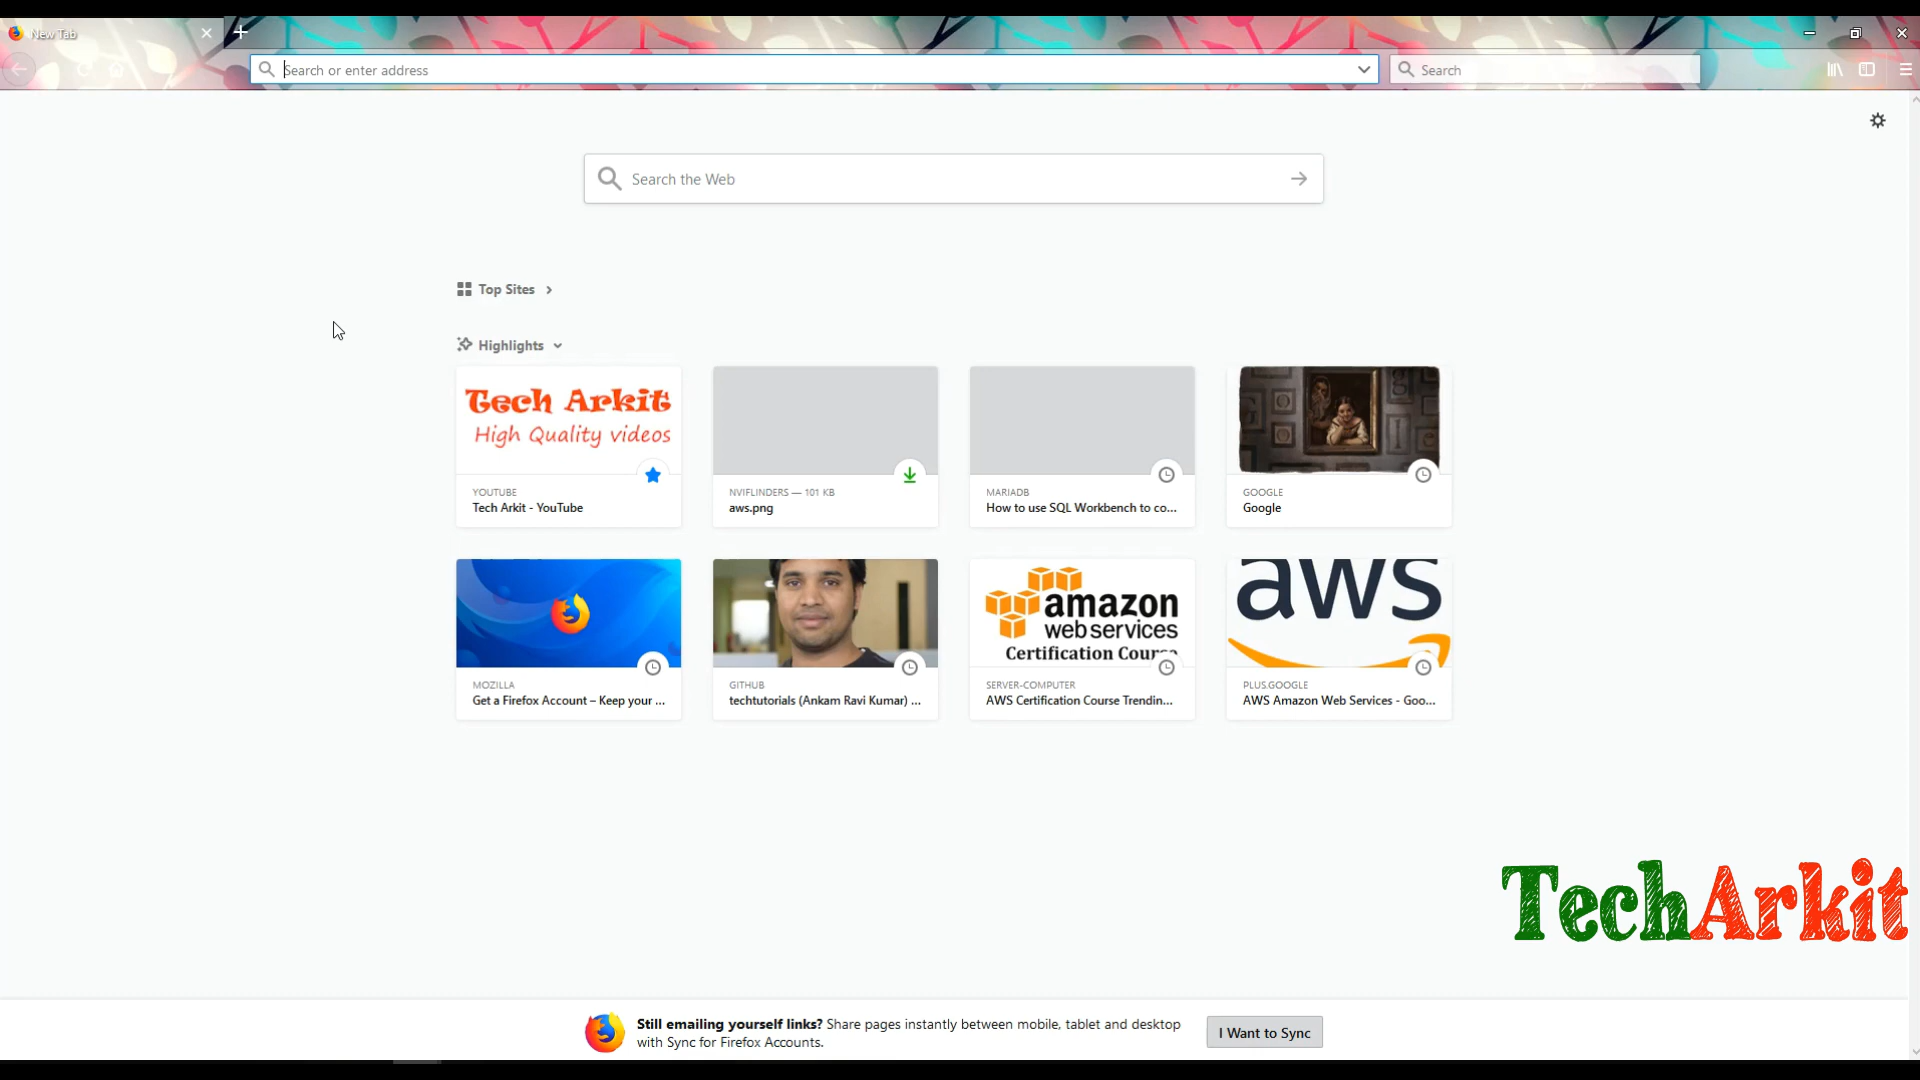 New Tab
Search or enter address
Search
Search the Web
Top Sites
Highlights
Tech Arkit
High Quality videos
YOUTUBE
Tech Arkit - YouTube
NVIFLINDERS — 101 KB
aws.png
MARIADB
How to use SQL Workbench to co...
GOOGLE
Google
MOZILLA
Get a Firefox Account – Keep your ...
GITHUB
techtutorials (Ankam Ravi Kumar) ...
amazon
web services
Certification Course
SERVER-COMPUTER
AWS Certification Course Trendin...
aws
PLUS.GOOGLE
AWS Amazon Web Services - Goo...
TechArkit
Still emailing yourself links? Share pages instantly between mobile, tablet and desktop
with Sync for Firefox Accounts.
I Want to Sync